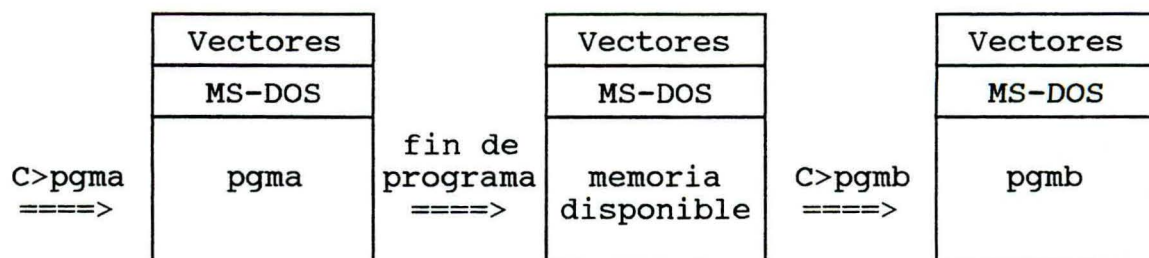 Vectores Vectores Vectores
MS-DOS MS-DOS MS-DOS
fin de
C>pgma pgma programa memoria C>pgmb pgmb
====> ====> disponible ====>